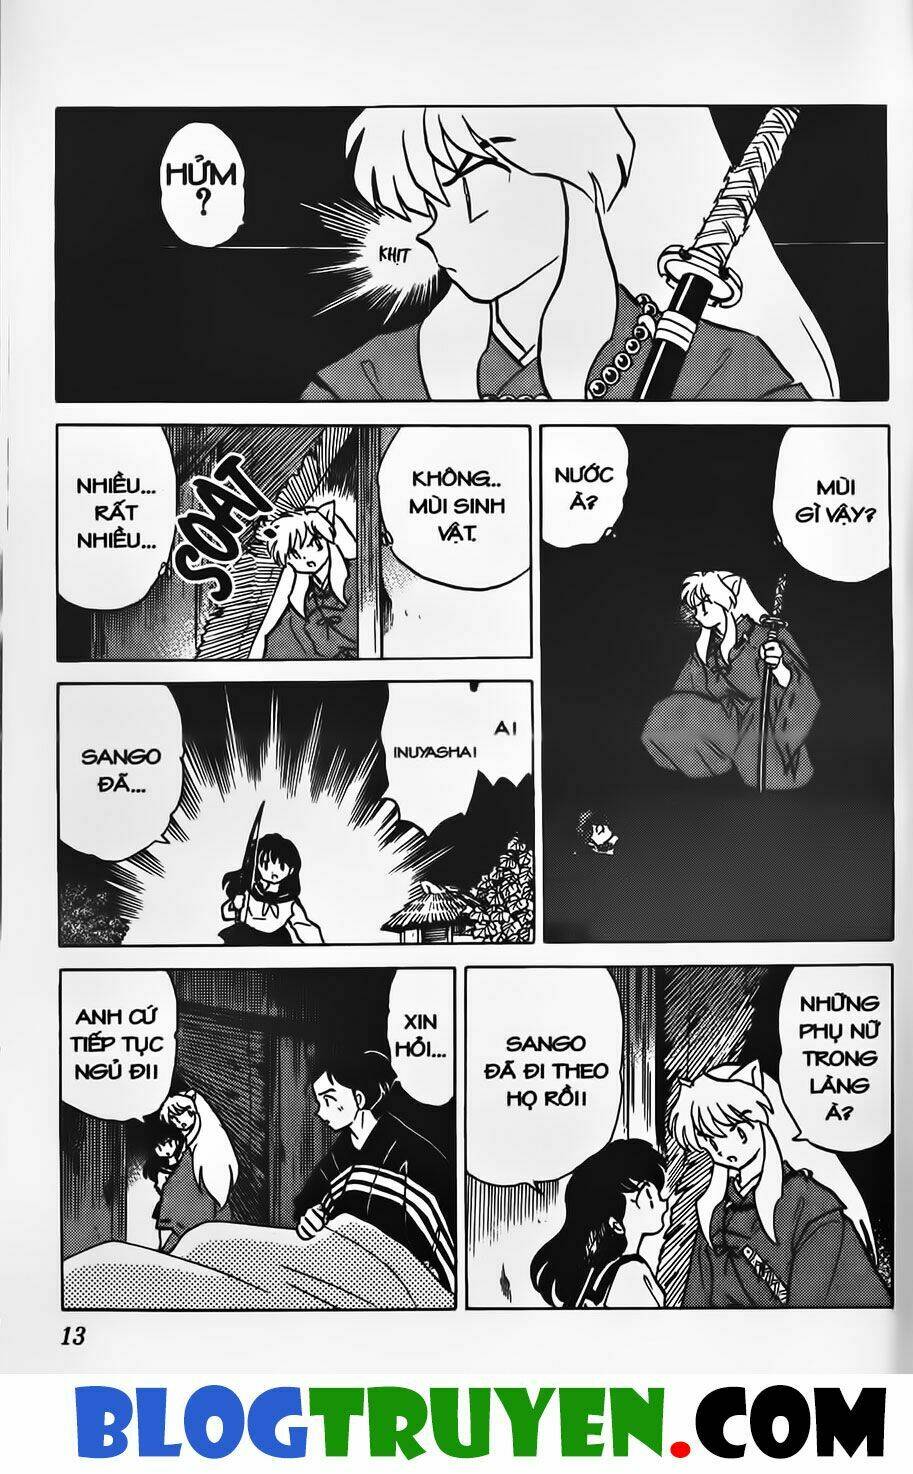 HỬM
?
KHỊT
MÙI
GÌ VẬY?
NƯỚC
À?
KHÔNG..
MÙI SINH
VẬT.
SOẠT
NHIỀU...
RẤT
NHIỀU...
A!
INUYASHA!
SANGO
ĐÃ...
NHỮNG
PHỤ NỮ
TRONG
LÀNG
À?
SANGO
ĐÃ ĐI THEO
HỌ RỒI!
XIN
HỎI...
ANH CỨ
TIẾP TỤC
NGỦ ĐI!
13
BLOGTRUYEN.COM